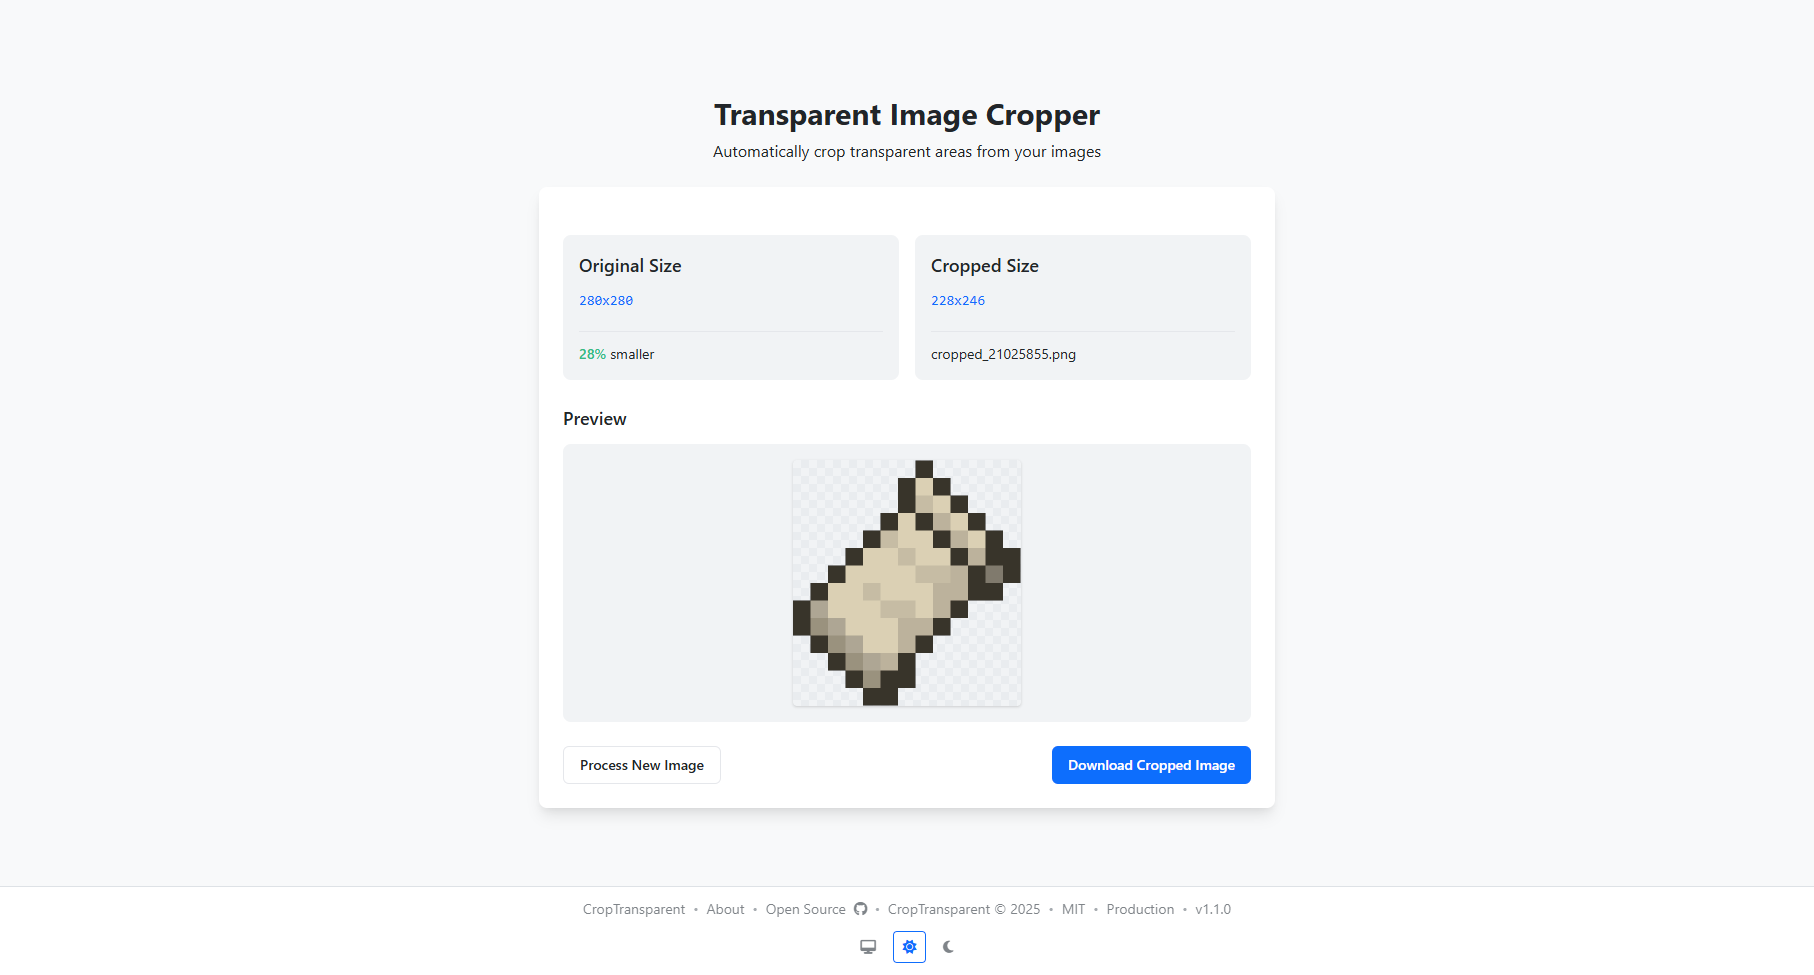 Transparent Image Cropper
Automatically crop transparent areas from your images
Original Size
280x280
28% smaller
Cropped Size
228x246
cropped_21025855.png
Preview
Process New Image
Download Cropped Image
CropTransparent • About • Open Source • CropTransparent © 2025 • MIT • Production • v1.1.0